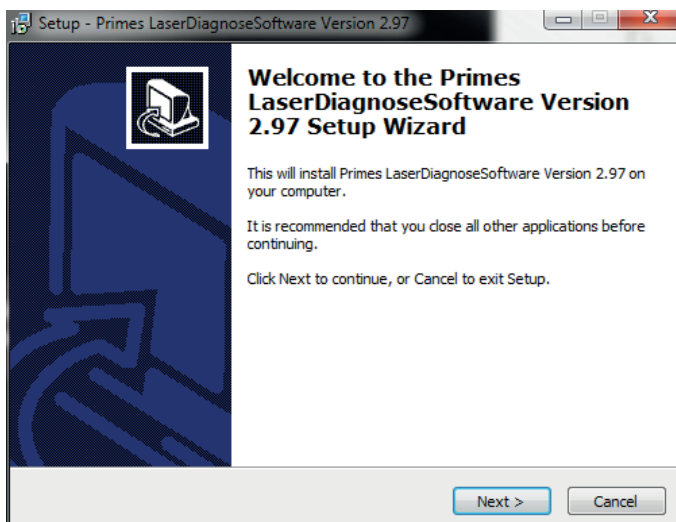 Setup - Primes LaserDiagnoseSoftware Version 2.97
Welcome to the Primes
LaserDiagnoseSoftware Version
2.97 Setup Wizard
This will install Primes LaserDiagnoseSoftware Version 2.97 on
your computer.
It is recommended that you close all other applications before
continuing.
Click Next to continue, or Cancel to exit Setup.
Next >
Cancel